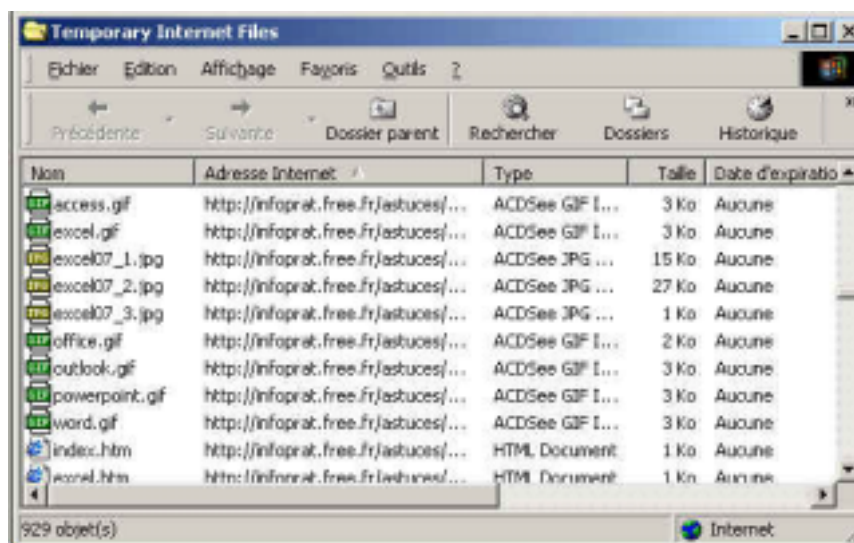 Temporary Internet Files
Fichier Edition Affichage Favoris Outils ?
Précédente Suivante Dossier parent Rechercher Dossiers Historique »
Nom Adresse Internet Type Taille Date d'expiratio
access.gif http://infoprat.free.fr/astuces/... ACDSee GIF I... 3 Ko Aucune
excel.gif http://infoprat.free.fr/astuces/... ACDSee GIF I... 3 Ko Aucune
excel07_1.jpg http://infoprat.free.fr/astuces/... ACDSee JPG ... 15 Ko Aucune
excel07_2.jpg http://infoprat.free.fr/astuces/... ACDSee JPG ... 27 Ko Aucune
excel07_3.jpg http://infoprat.free.fr/astuces/... ACDSee JPG ... 1 Ko Aucune
office.gif http://infoprat.free.fr/astuces/... ACDSee GIF I... 2 Ko Aucune
outlook.gif http://infoprat.free.fr/astuces/... ACDSee GIF I... 3 Ko Aucune
powerpoint.gif http://infoprat.free.fr/astuces/... ACDSee GIF I... 3 Ko Aucune
word.gif http://infoprat.free.fr/astuces/... ACDSee GIF I... 3 Ko Aucune
index.htm http://infoprat.free.fr/astuces/... HTML Document 1 Ko Aucune
excel.htm http://infoprat.free.fr/astuces/... HTML Document 1 Ko Aucune
929 objet(s) Internet